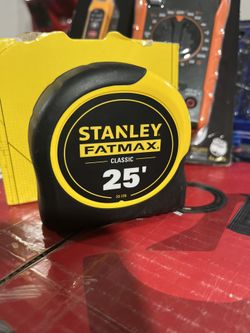 STANLEY
FATMAX.
CLASSIC
25'